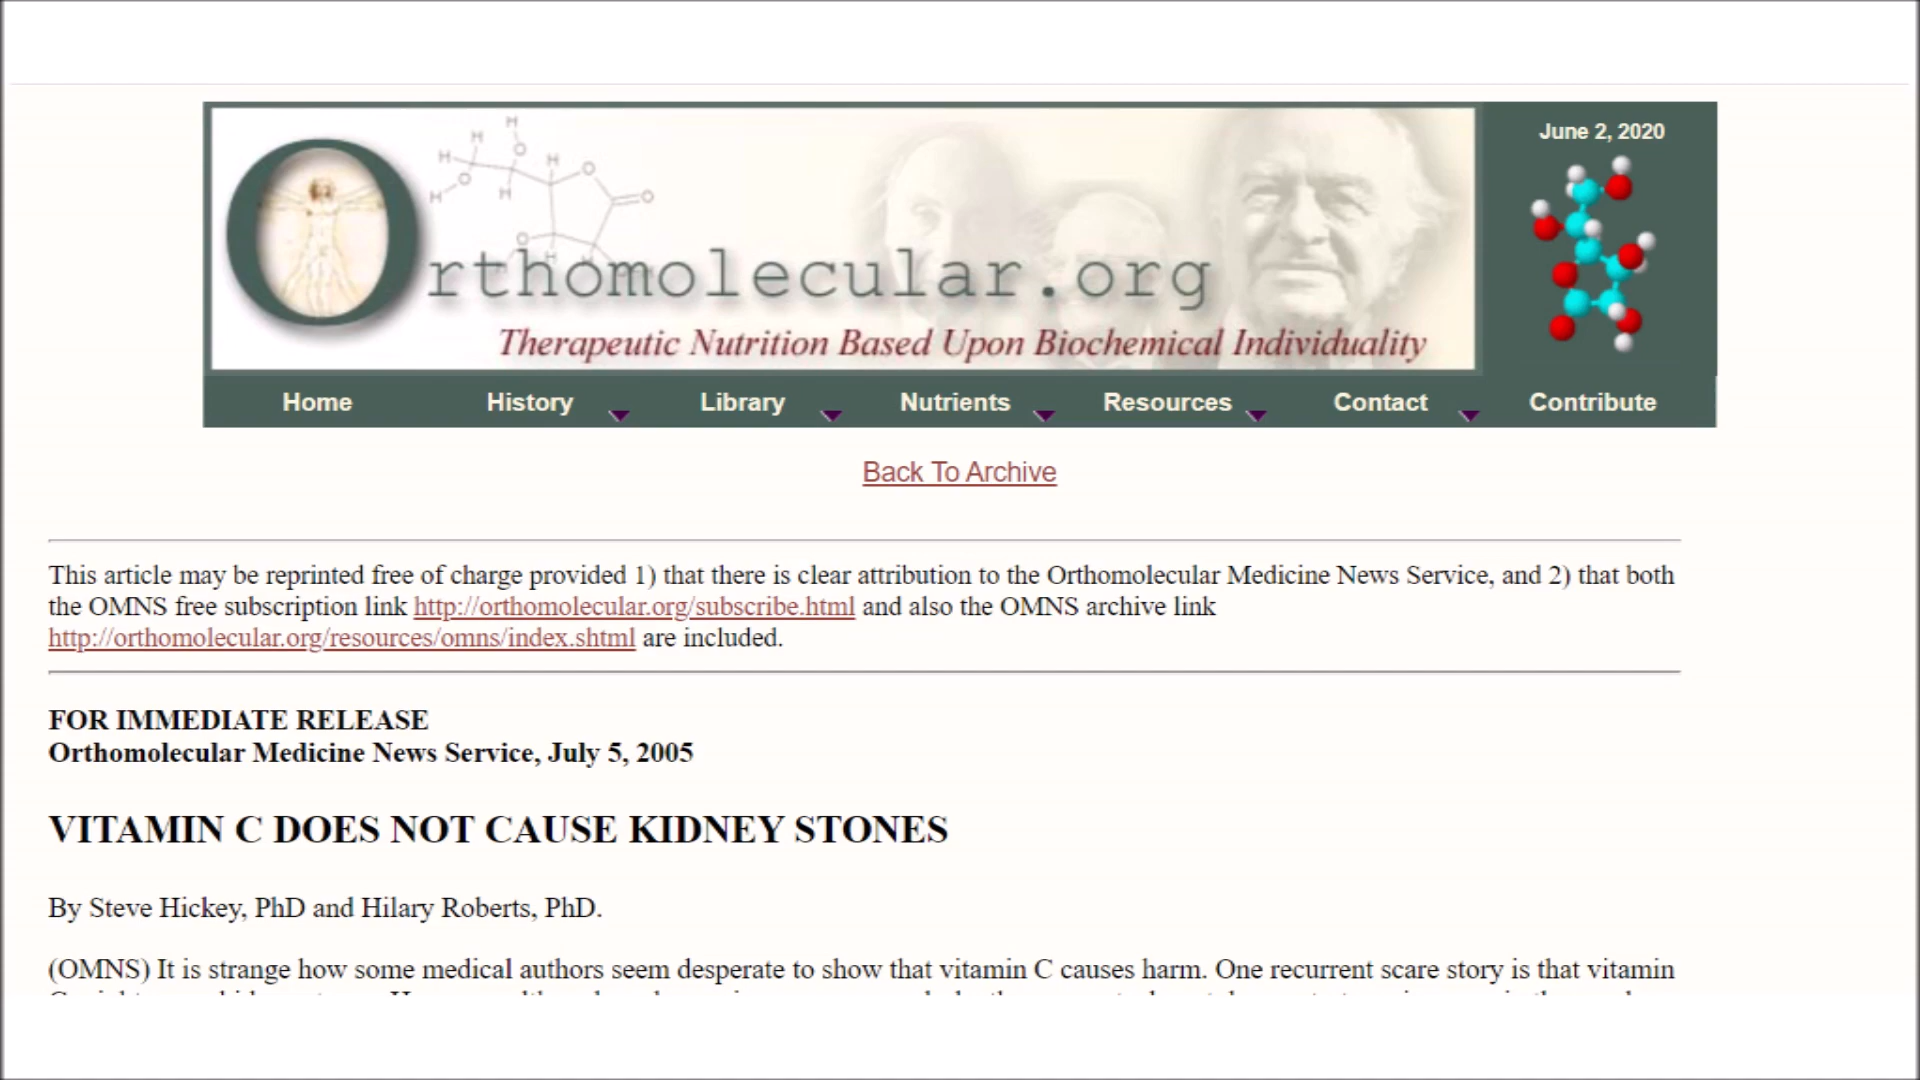 June 2, 2020
Orthomolecular.org
Therapeutic Nutrition Based Upon Biochemical Individuality
Home History Library Nutrients Resources Contact Contribute
Back To Archive
This article may be reprinted free of charge provided 1) that there is clear attribution to the Orthomolecular Medicine News Service, and 2) that both
the OMNS free subscription link http://orthomolecular.org/subscribe.html and also the OMNS archive link
http://orthomolecular.org/resources/omns/index.shtml are included.
FOR IMMEDIATE RELEASE
Orthomolecular Medicine News Service, July 5, 2005
VITAMIN C DOES NOT CAUSE KIDNEY STONES
By Steve Hickey, PhD and Hilary Roberts, PhD.
(OMNS) It is strange how some medical authors seem desperate to show that vitamin C causes harm. One recurrent scare story is that vitamin